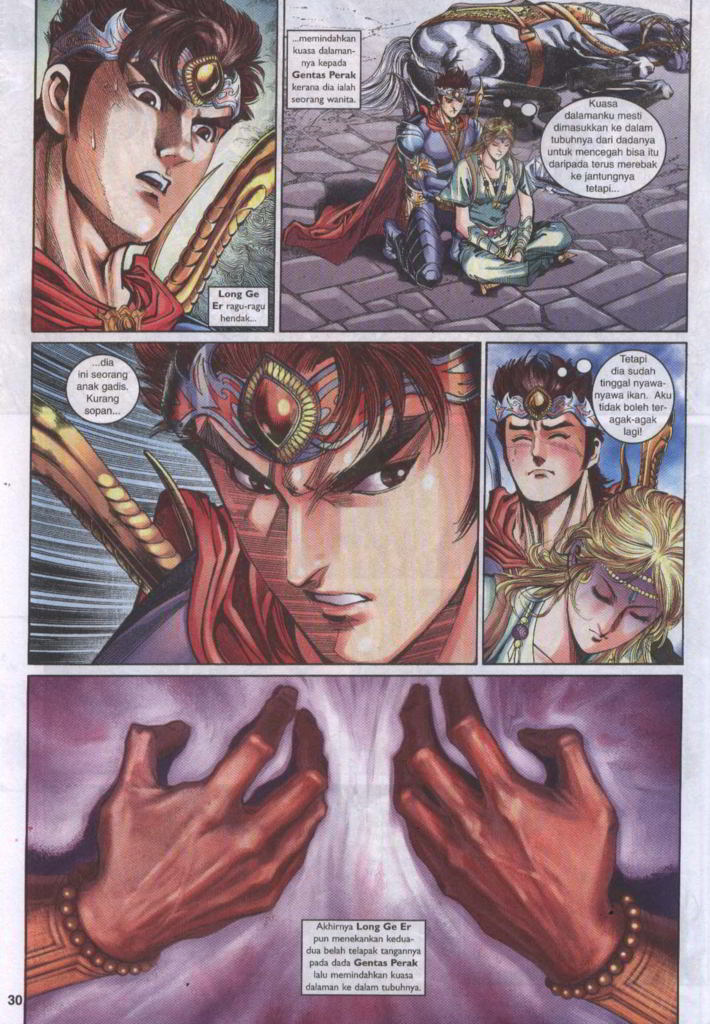 Long Ge
Er ragu-ragu
hendak...
...memindahkan
kuasa dalaman-
nya kepada
Gentas Perak
kerana dia ialah
seorang wanita.
Kuasa
dalamanku mesti
dimasukkan ke dalam
tubuhnya dari dadanya
untuk mencegah bisa itu
daripada terus merebak
ke jantungnya
tetapi...
...dia
ini seorang
anak gadis.
Kurang
sopan...
Tetapi
dia sudah
tinggal nyawa-
nyawa ikan. Aku
tidak boleh ter-
agak-agak
lagi!
Akhirnya Long Ge Er
pun menekankan kedua-
dua belah telapak tangannya
pada dada Gentas Perak
lalu memindahkan kuasa
dalaman ke dalam tubuhnya.
30